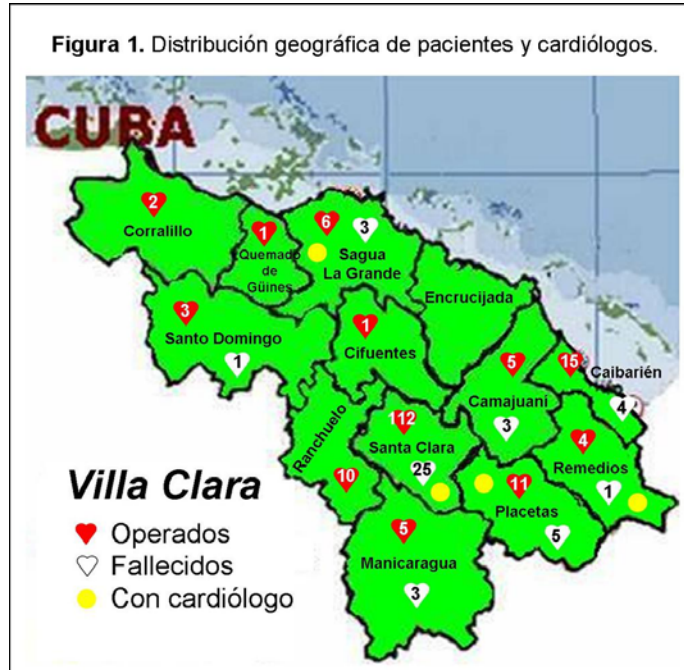 Figura 1. Distribución geográfica de pacientes y cardiólogos.
CUBA
2
Corralillo
1
Quemado
de
Güines
6
3
Sagua
La Grande
Encrucijada
3
Santo Domingo
1
1
Cifuentes
5
Camajuaní
3
15
Caibarién
4
Ranchuelo
10
112
Santa Clara
25
4
Remedios
1
11
Placetas
5
5
Manicaragua
3
Villa Clara
Operados
Fallecidos
Con cardiólogo